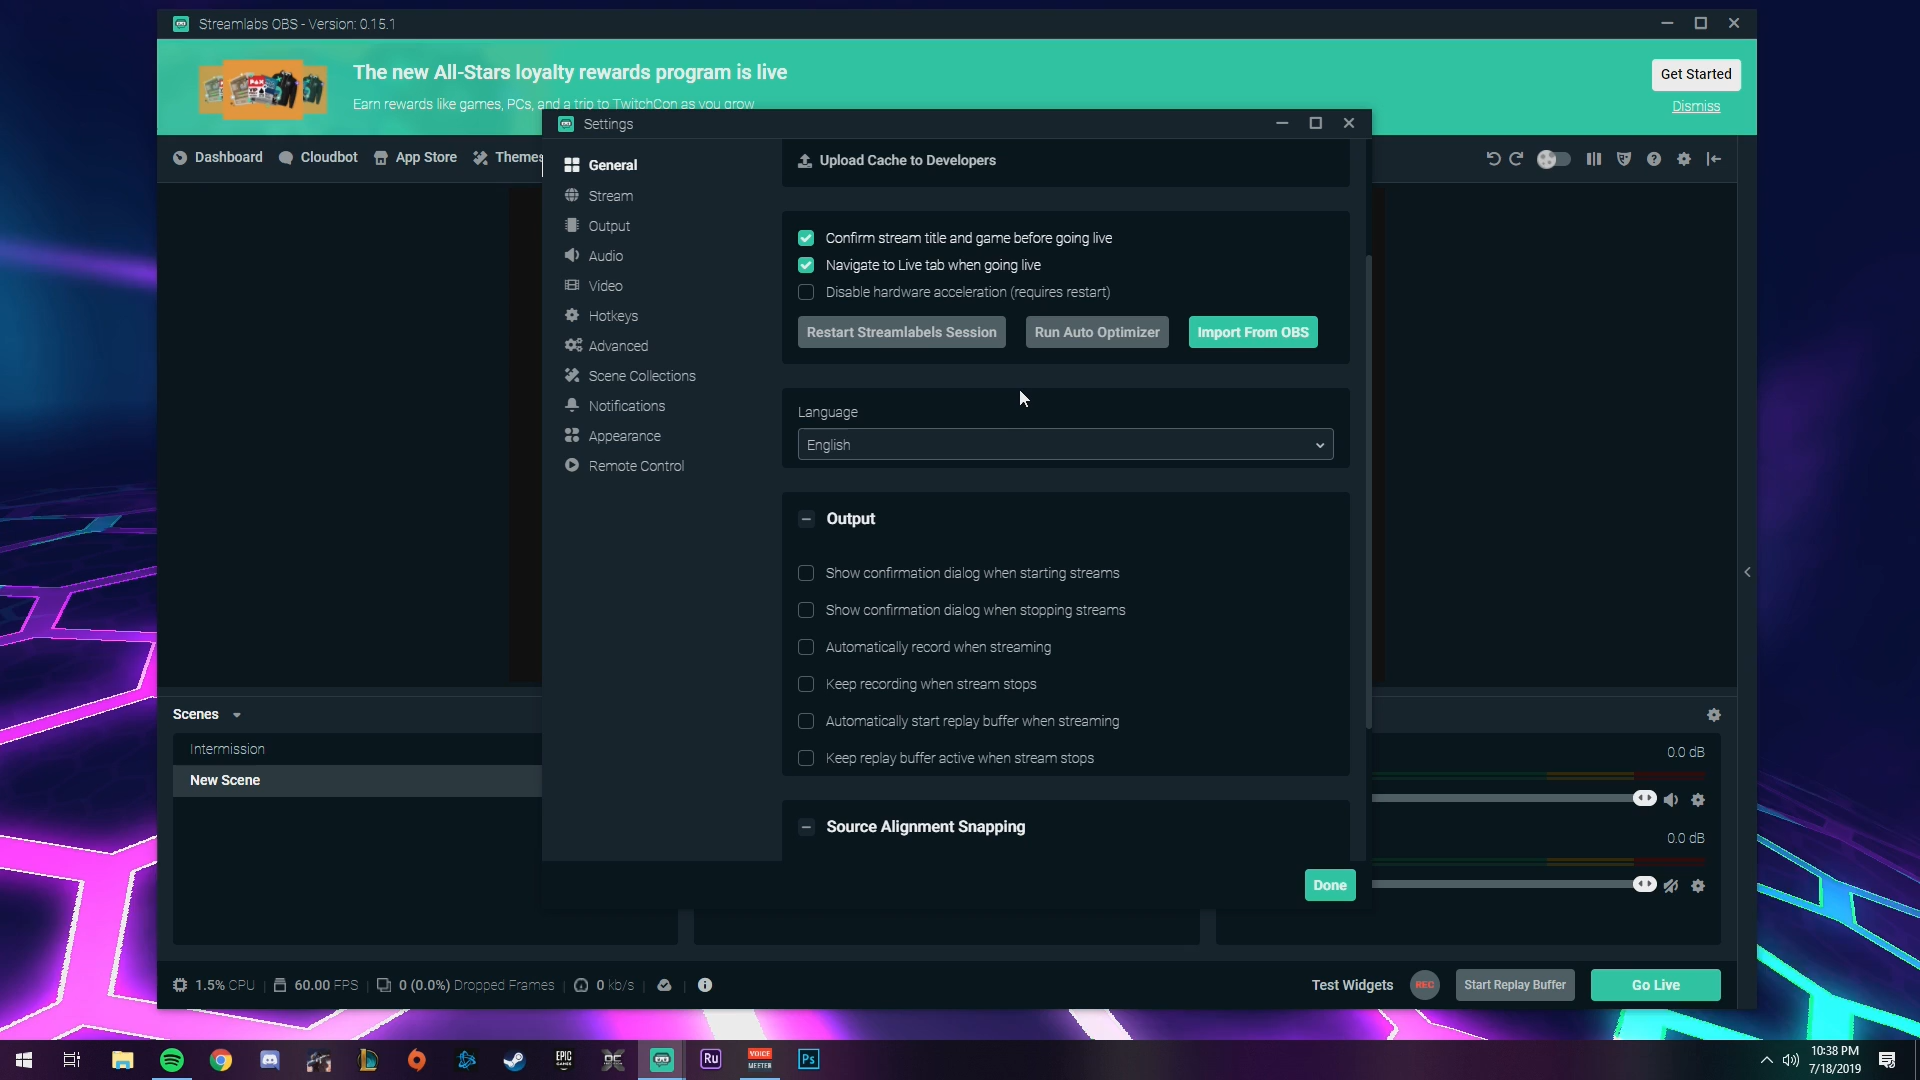 Streamlabs OBS - Version: 0.15.1
The new All-Stars loyalty rewards program is live
Earn rewards like games, PCs, and a trip to TwitchCon as you grow
Get Started
Dismiss
Settings
Dashboard
Cloudbot
App Store
Themes
General
Stream
Output
Audio
Video
Hotkeys
Advanced
Scene Collections
Notifications
Appearance
Remote Control
Upload Cache to Developers
Confirm stream title and game before going live
Navigate to Live tab when going live
Disable hardware acceleration (requires restart)
Restart Streamlabels Session
Run Auto Optimizer
Import From OBS
Language
English
Output
Show confirmation dialog when starting streams
Show confirmation dialog when stopping streams
Automatically record when streaming
Keep recording when stream stops
Automatically start replay buffer when streaming
Keep replay buffer active when stream stops
Source Alignment Snapping
Done
Scenes
Intermission
New Scene
0.0 dB
0.0 dB
1.5% CPU
60.00 FPS
0 (0.0%) Dropped Frames
0 kb/s
Test Widgets
REC
Start Replay Buffer
Go Live
EPIC
GAMES
Ru
VOICE
MEETER
Ps
10:38 PM
7/18/2019